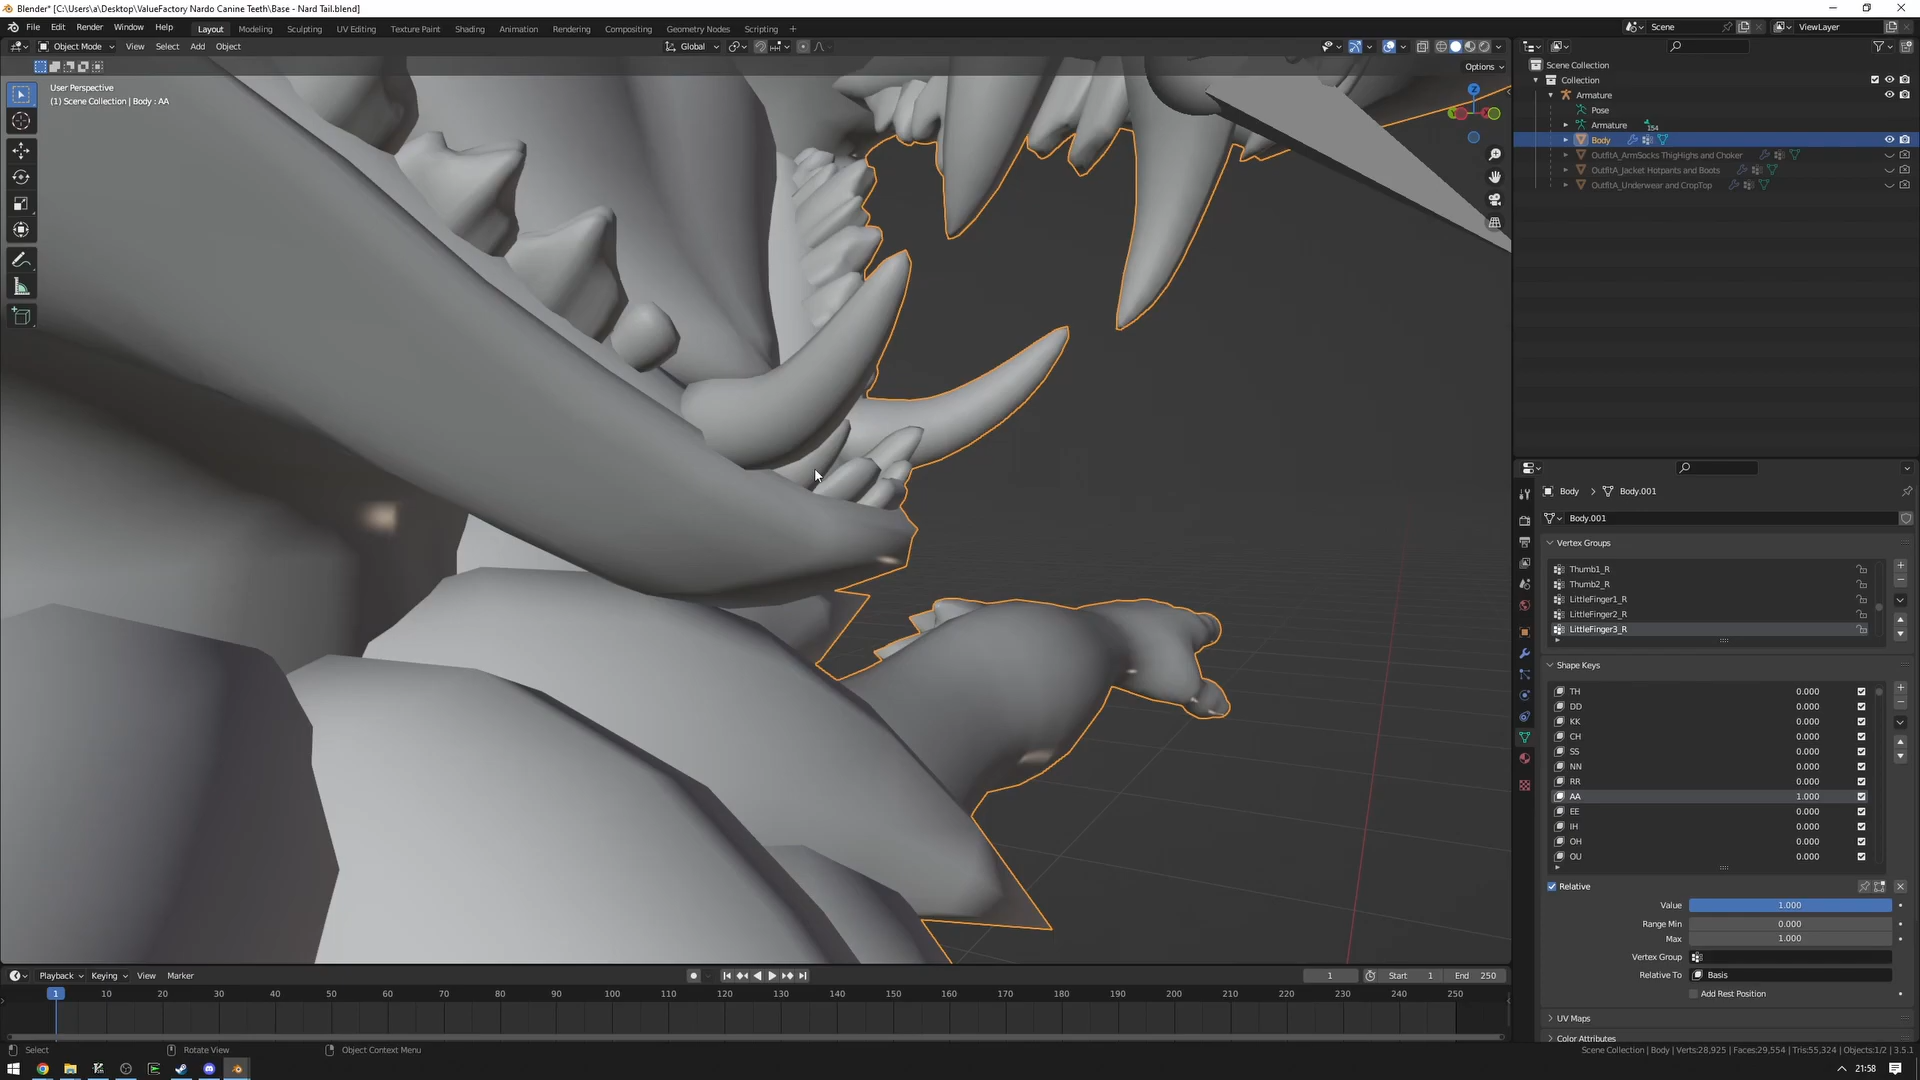 Blender* [C:\Users\a\Desktop\ValueFactory Nardo Canine Teeth\Base - Nard Tail.blend]
File Edit Render Window Help Layout Modeling Sculpting UV Editing Texture Paint Shading Animation Rendering Compositing Geometry Nodes Scripting +
Scene ViewLayer
Object Mode View Select Add Object Global
Options
User Perspective
(1) Scene Collection | Body : AA
Z
Scene Collection
Collection
Armature
Pose
Armature 154
Body
OutfitA_ArmSocks ThighHighs and Choker
OutfitA_Jacket Hotpants and Boots
OutfitA_Underwear and CropTop
Body > Body.001
Body.001
Vertex Groups
Thumb1_R
Thumb2_R
LittleFinger1_R
LittleFinger2_R
LittleFinger3_R
Shape Keys
TH 0.000
DD 0.000
KK 0.000
CH 0.000
SS 0.000
NN 0.000
RR 0.000
AA 1.000
EE 0.000
IH 0.000
OH 0.000
OU 0.000
Relative
Value 1.000
Range Min 0.000
Max 1.000
Vertex Group
Relative To Basis
Add Rest Position
UV Maps
Color Attributes
Playback Keying View Marker 1 Start 1 End 250
1 10 20 30 40 50 60 70 80 90 100 110 120 130 140 150 160 170 180 190 200 210 220 230 240 250
Select Rotate View Object Context Menu
Scene Collection | Body | Verts:28,925 | Faces:29,554 | Tris:55,324 | Objects:1/2 | 3.5.1
21:58